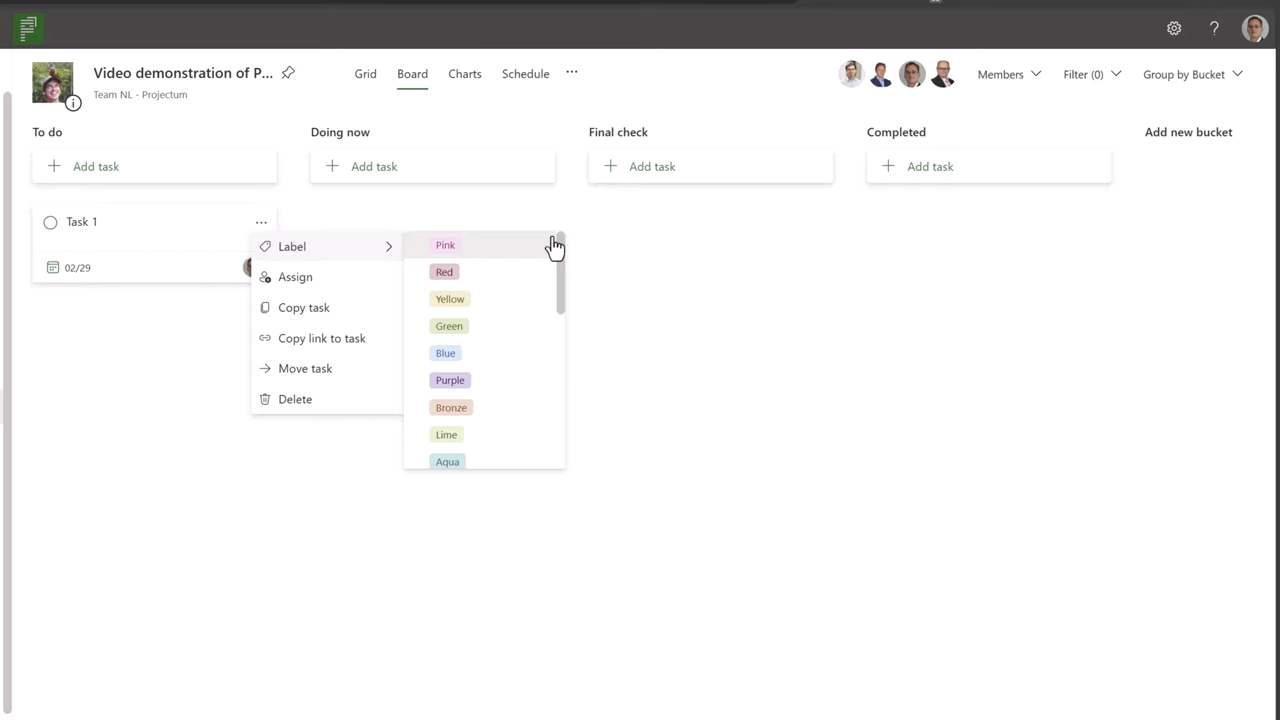 Video demonstration of P...
Team NL - Projectum
Grid
Board
Charts
Schedule
...
Members
Filter (0)
Group by Bucket
To do
Doing now
Final check
Completed
Add new bucket
+ Add task
+ Add task
+ Add task
+ Add task
Task 1
02/29
Label
Assign
Copy task
Copy link to task
Move task
Delete
Pink
Red
Yellow
Green
Blue
Purple
Bronze
Lime
Aqua